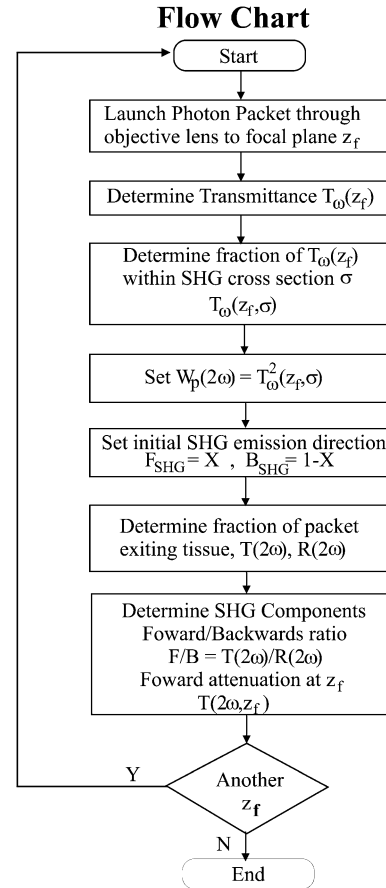 Flow Chart
Start
Launch Photon Packet through
objective lens to focal plane z_f
Determine Transmittance T_ω(z_f)
Determine fraction of T_ω(z_f)
within SHG cross section σ
T_ω(z_f,σ)
Set W_p(2ω) = T_ω^2(z_f,σ)
Set initial SHG emission direction
F_SHG = X , B_SHG = 1-X
Determine fraction of packet
exiting tissue, T(2ω), R(2ω)
Determine SHG Components
Foward/Backwards ratio
F/B = T(2ω)/R(2ω)
Foward attenuation at z_f
T(2ω,z_f)
Y
Another
z_f
N
End